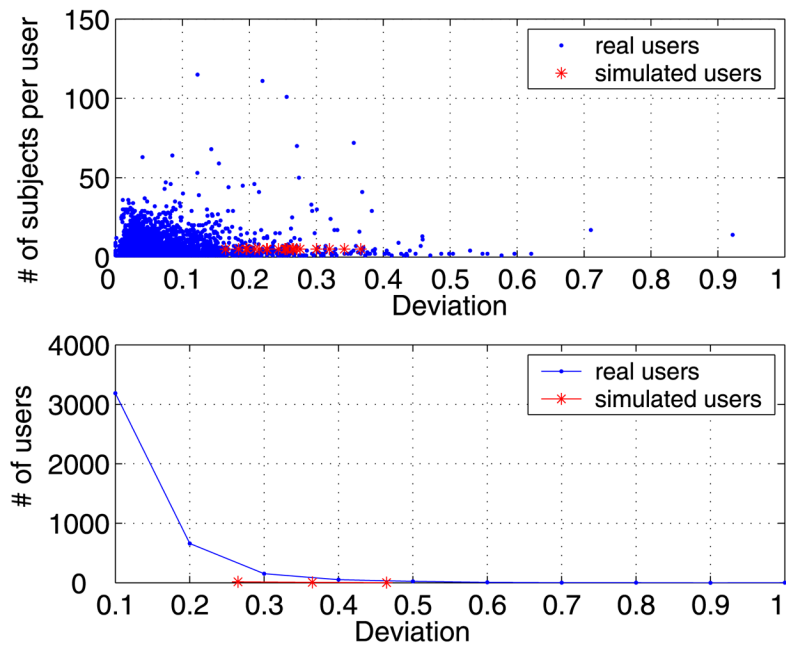 150
100
50
0
# of subjects per user
real users
simulated users
0 0.1 0.2 0.3 0.4 0.5 0.6 0.7 0.8 0.9 1
Deviation
4000
3000
2000
1000
0
# of users
real users
simulated users
0.1 0.2 0.3 0.4 0.5 0.6 0.7 0.8 0.9 1
Deviation